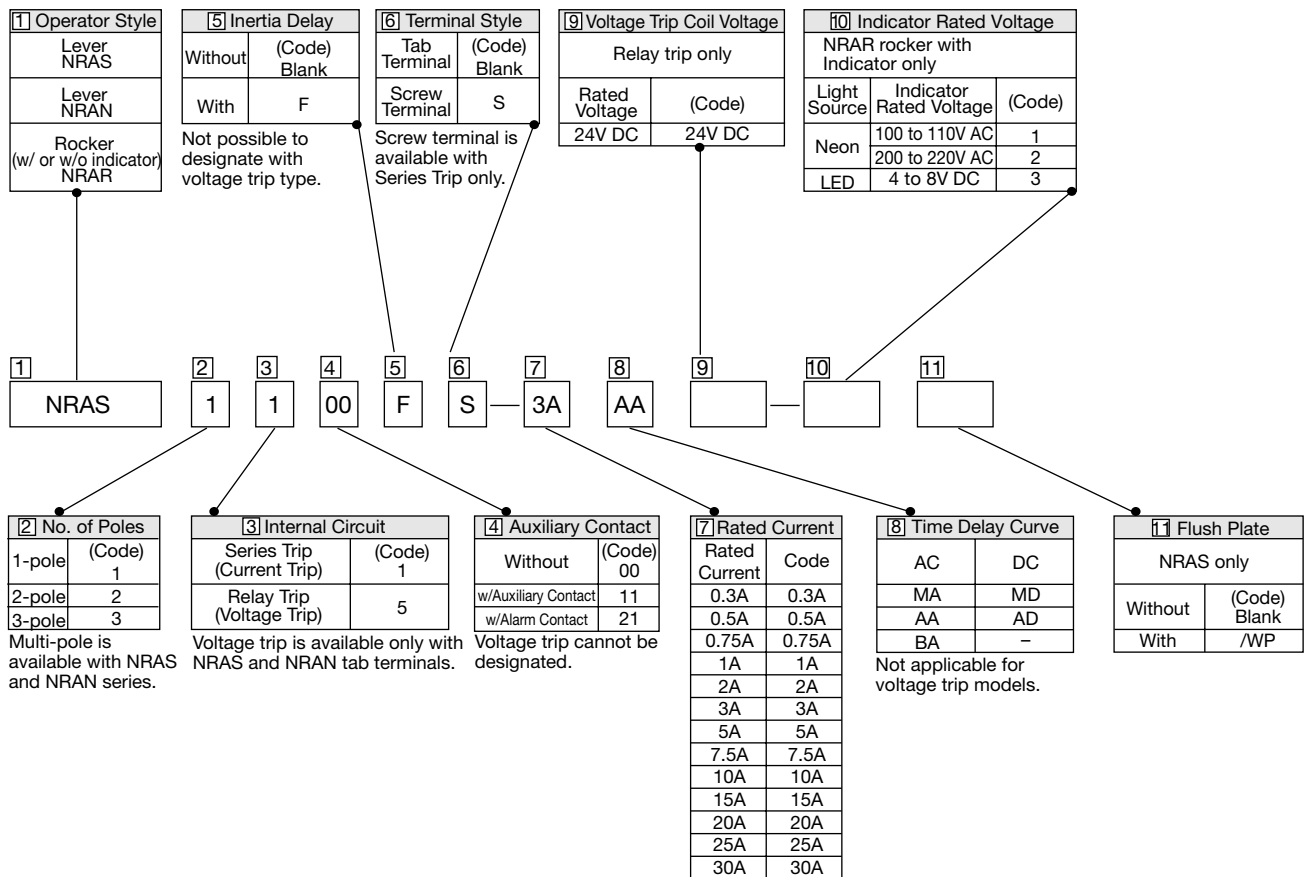 1 Operator Style
Lever
NRAS
Lever
NRAN
Rocker
(w/ or w/o indicator)
NRAR
5 Inertia Delay
Without
(Code)
Blank
With
F
Not possible to
designate with
voltage trip type.
6 Terminal Style
Tab
Terminal
(Code)
Blank
Screw
Terminal
S
Screw terminal is
available with
Series Trip only.
9 Voltage Trip Coil Voltage
Relay trip only
Rated
Voltage
(Code)
24V DC
24V DC
10 Indicator Rated Voltage
NRAR rocker with
Indicator only
Light
Source
Indicator
Rated Voltage
(Code)
Neon
100 to 110V AC
1
200 to 220V AC
2
LED
4 to 8V DC
3
1
2
3
4
5
6
7
8
9
10
11
NRAS
1
1
00
F
S
3A
AA
2 No. of Poles
1-pole
(Code)
1
2-pole
2
3-pole
3
Multi-pole is
available with NRAS
and NRAN series.
3 Internal Circuit
Series Trip
(Current Trip)
(Code)
1
Relay Trip
(Voltage Trip)
5
Voltage trip is available only with
NRAS and NRAN tab terminals.
4 Auxiliary Contact
Without
(Code)
00
w/Auxiliary Contact
11
w/Alarm Contact
21
Voltage trip cannot be
designated.
7 Rated Current
Rated
Current
Code
0.3A 0.3A
0.5A 0.5A
0.75A 0.75A
1A 1A
2A 2A
3A 3A
5A 5A
7.5A 7.5A
10A 10A
15A 15A
20A 20A
25A 25A
30A 30A
8 Time Delay Curve
AC DC
MA MD
AA AD
BA –
Not applicable for
voltage trip models.
11 Flush Plate
NRAS only
Without
(Code)
Blank
With
/WP